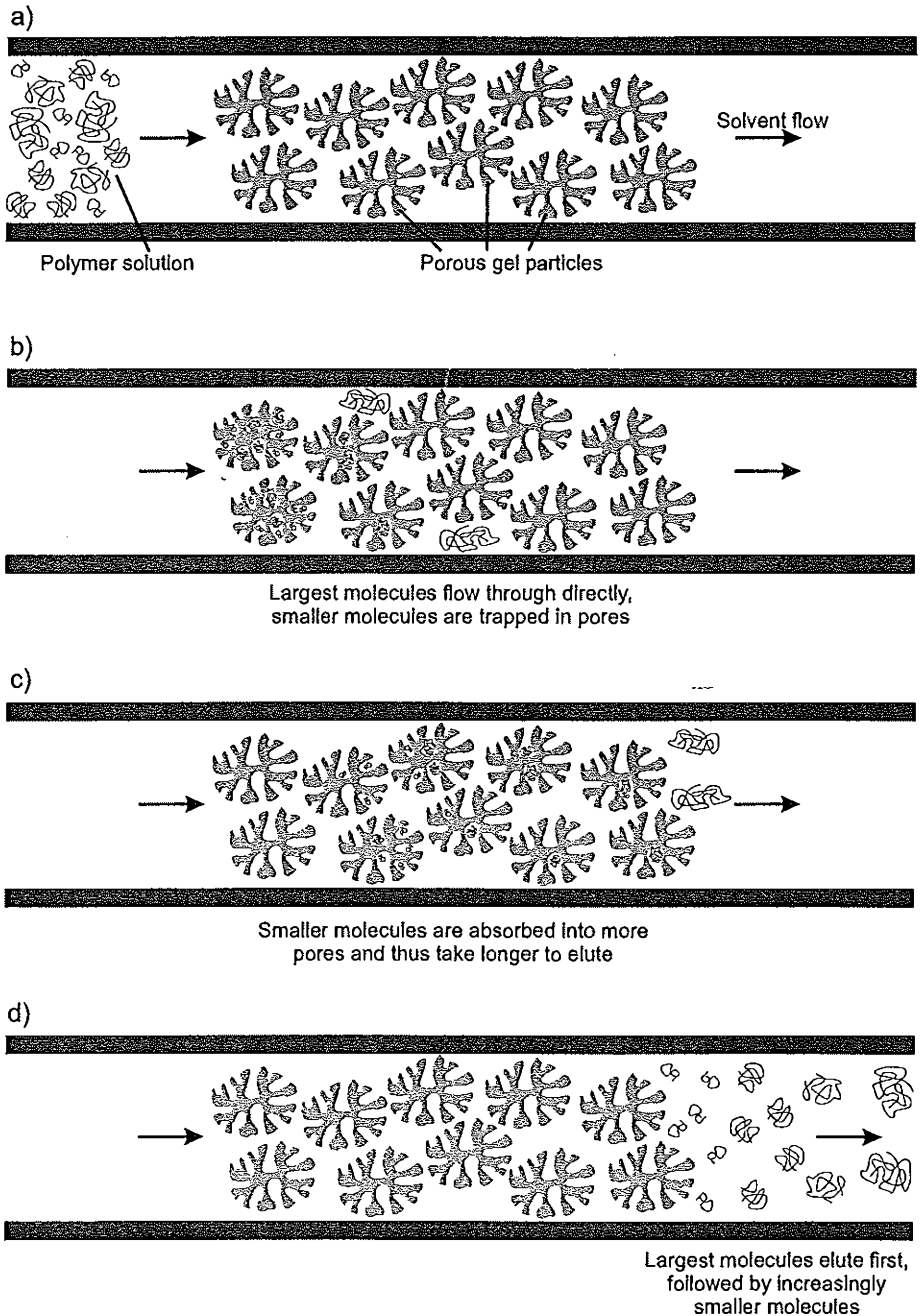 a)
Solvent flow
Polymer solution
Porous gel particles
b)
Largest molecules flow through directly,
smaller molecules are trapped in pores
c)
Smaller molecules are absorbed into more
pores and thus take longer to elute
d)
Largest molecules elute first,
followed by increasingly
smaller molecules